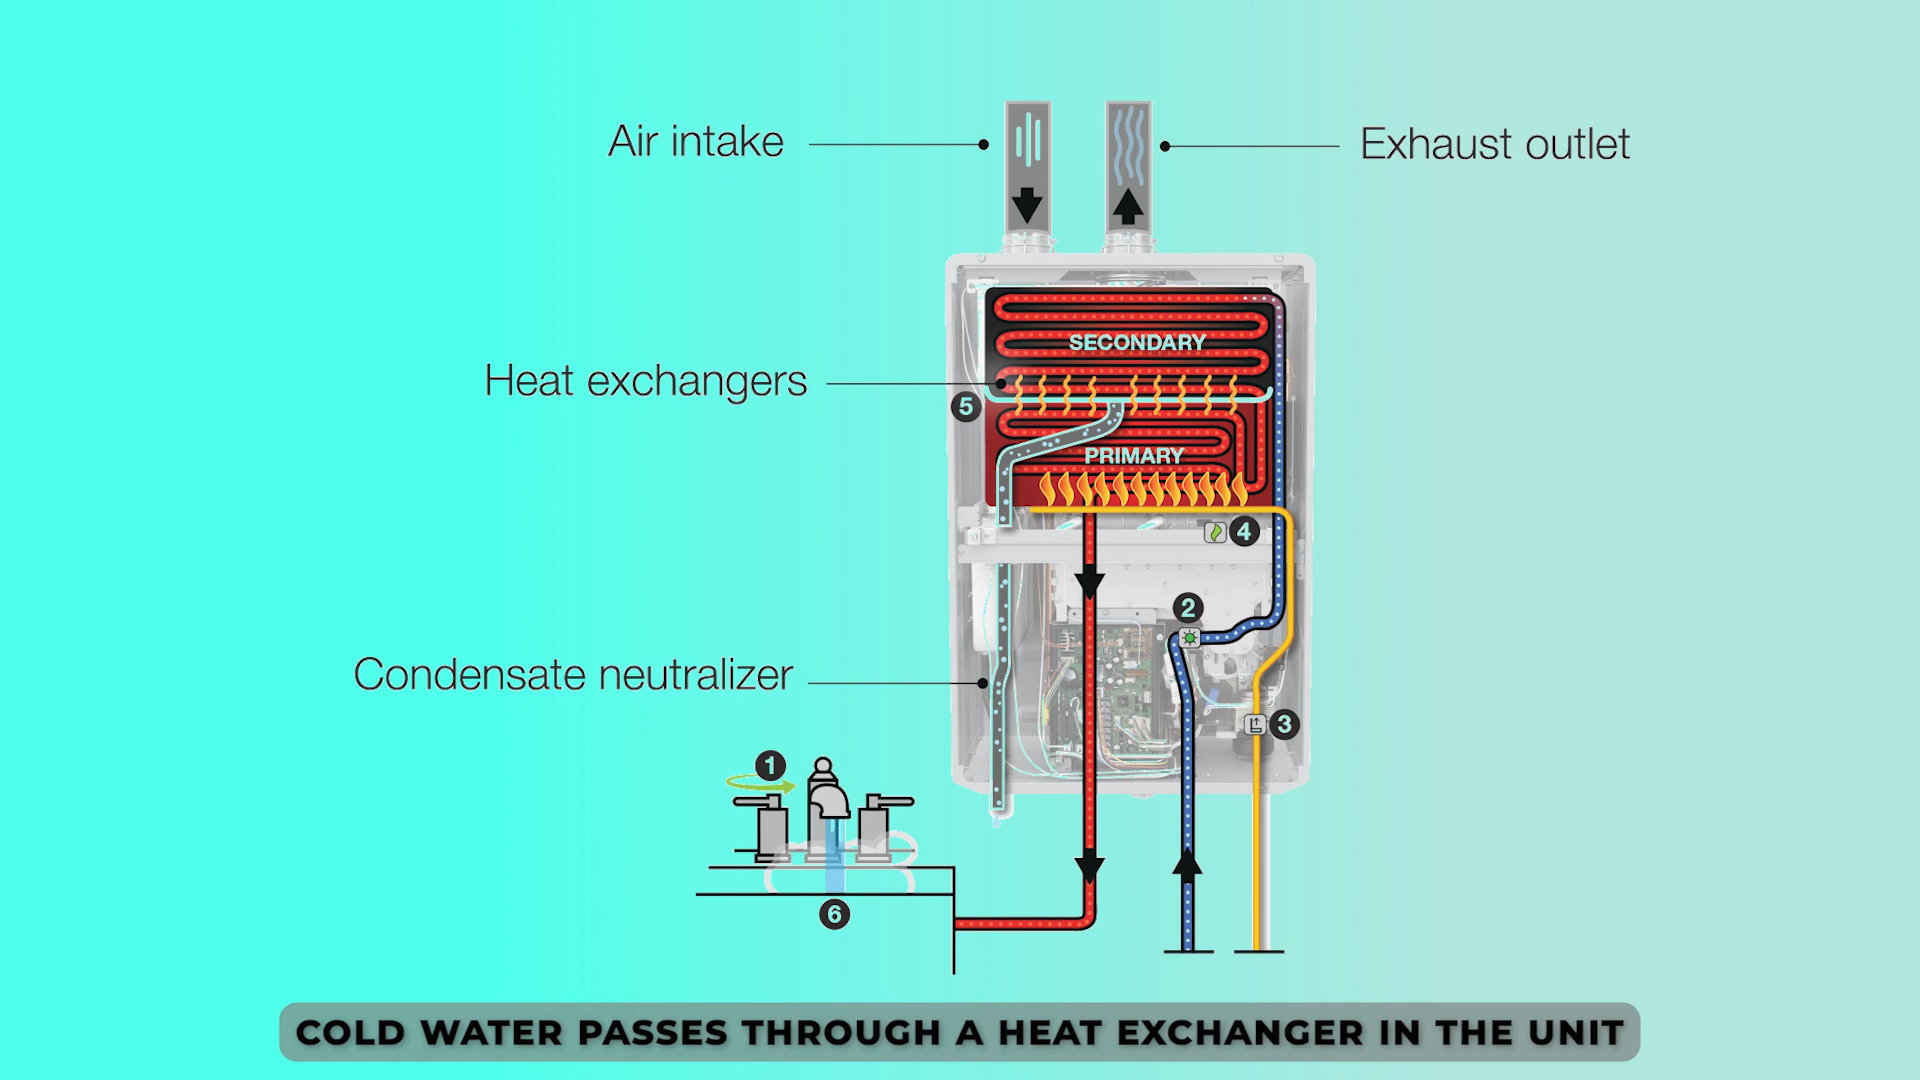 Air intake
Exhaust outlet
SECONDARY
Heat exchangers
5
PRIMARY
4
2
Condensate neutralizer
3
1
6
COLD WATER PASSES THROUGH A HEAT EXCHANGER IN THE UNIT